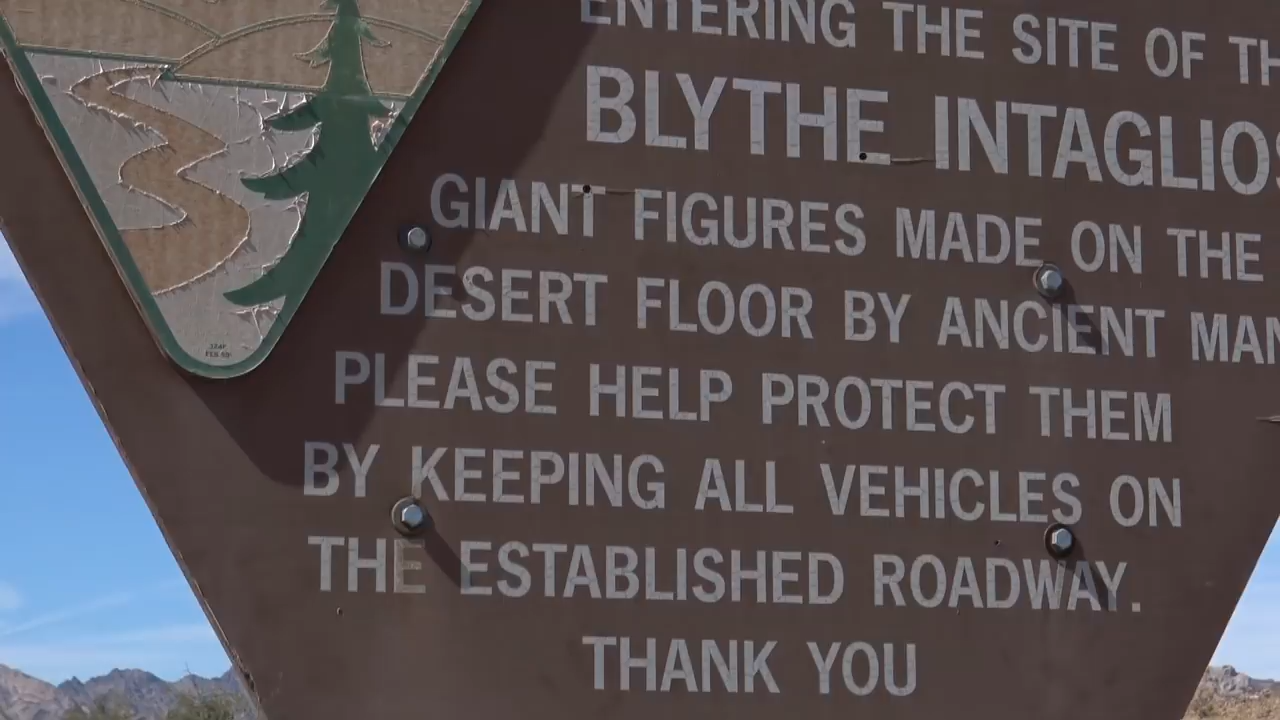 ENTERING THE SITE OF TH
BLYTHE INTAGLIOS
GIANT FIGURES MADE ON THE
DESERT FLOOR BY ANCIENT MAN
PLEASE HELP PROTECT THEM
BY KEEPING ALL VEHICLES ON
THE ESTABLISHED ROADWAY.
THANK YOU